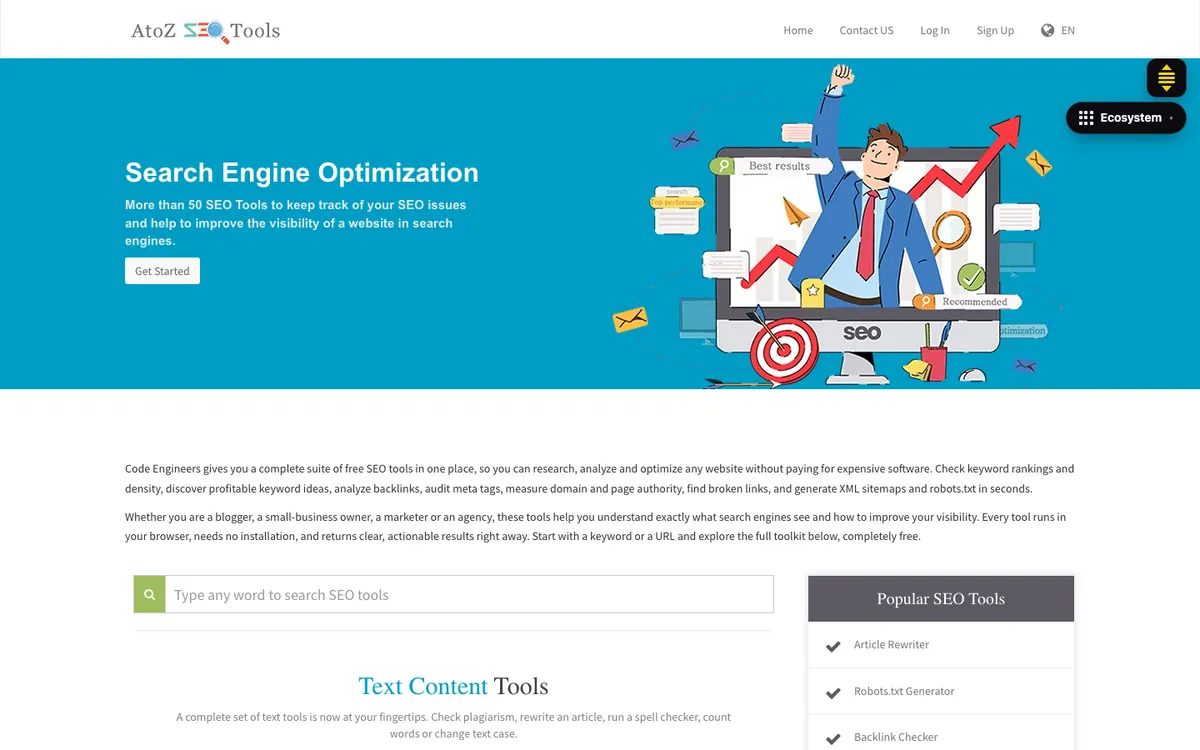 AtoZ SEO Tools
Home
Contact US
Log In
Sign Up
EN
Ecosystem
Search Engine Optimization
More than 50 SEO Tools to keep track of your SEO issues
and help to improve the visibility of a website in search
engines.
Get Started
Best results
search
Top performance
Recommended
seo
optimization
Code Engineers gives you a complete suite of free SEO tools in one place, so you can research, analyze and optimize any website without paying for expensive software. Check keyword rankings and
density, discover profitable keyword ideas, analyze backlinks, audit meta tags, measure domain and page authority, find broken links, and generate XML sitemaps and robots.txt in seconds.
Whether you are a blogger, a small-business owner, a marketer or an agency, these tools help you understand exactly what search engines see and how to improve your visibility. Every tool runs in
your browser, needs no installation, and returns clear, actionable results right away. Start with a keyword or a URL and explore the full toolkit below, completely free.
Type any word to search SEO tools
Popular SEO Tools
Article Rewriter
Robots.txt Generator
Backlink Checker
Text Content Tools
A complete set of text tools is now at your fingertips. Check plagiarism, rewrite an article, run a spell checker, count
words or change text case.